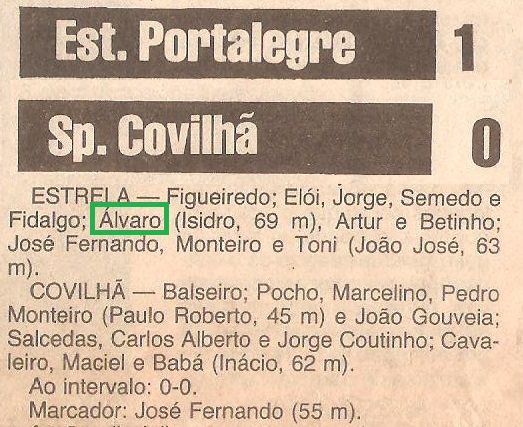 Est. Portalegre 1
Sp. Covilhã 0
ESTRELA — Figueiredo; Elói, Jorge, Semedo e
Fidalgo; Álvaro (Isidro, 69 m), Artur e Betinho;
José Fernando, Monteiro e Toni (João José, 63
m).
COVILHÃ — Balseiro; Pocho, Marcelino, Pedro
Monteiro (Paulo Roberto, 45 m) e João Gouveia;
Salcedas, Carlos Alberto e Jorge Coutinho; Cava-
leiro, Maciel e Babá (Inácio, 62 m).
Ao intervalo: 0-0.
Marcador: José Fernando (55 m).